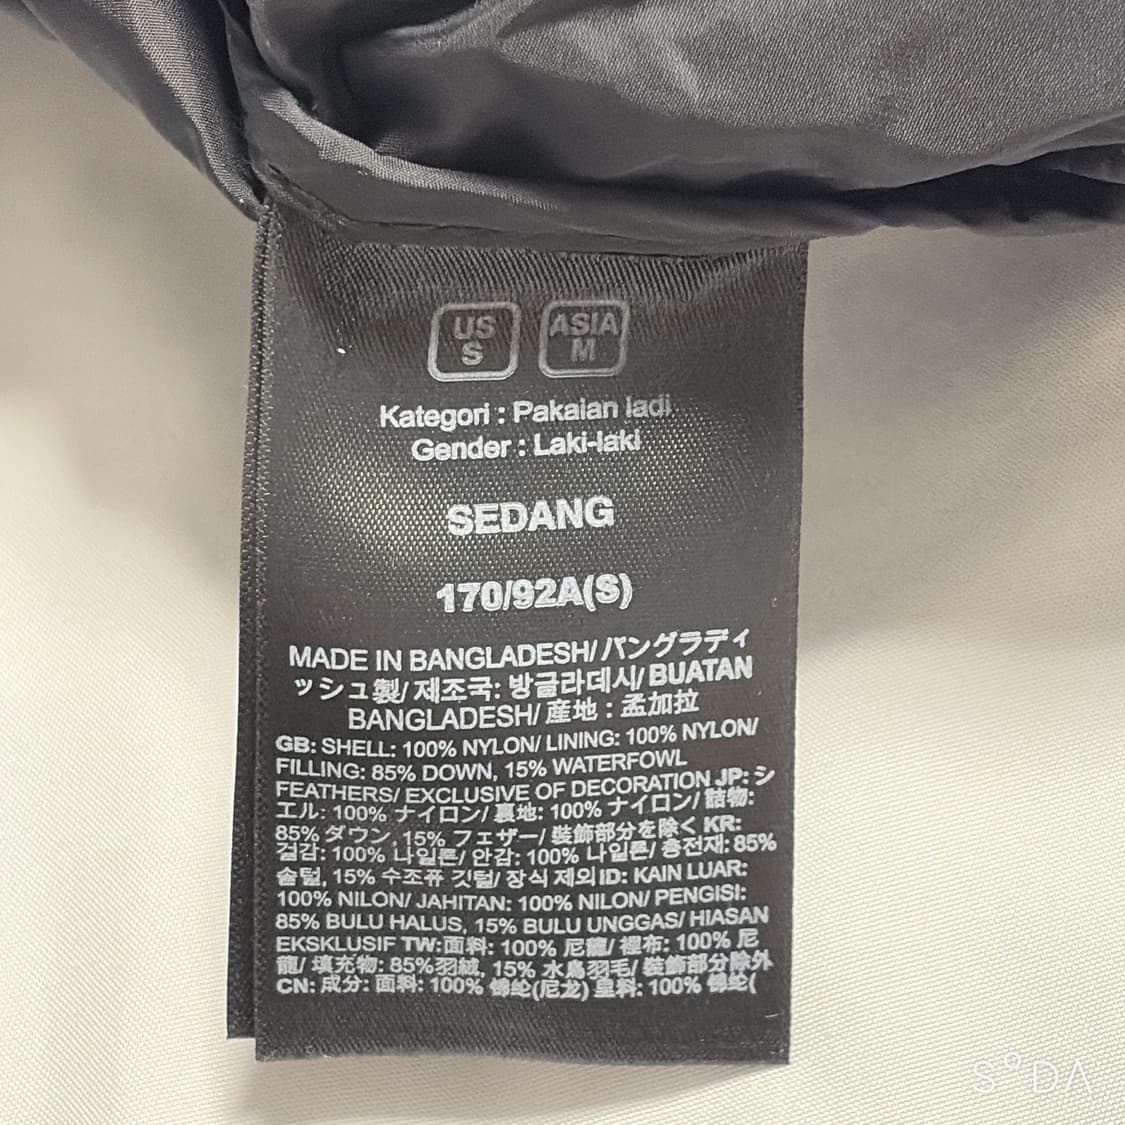 US
S
ASIA
M
Kategori : Pakaian
Gender : Laki-laki
SEDANG
170/92A(S)
MADE IN BANGLADESH/バングラディ
ッシュ製/ 제조국: 방글라데시/ BUATAN
BANGLADESH/ 産地 : 孟加拉
GB: SHELL: 100% NYLON/ LINING: 100% NYLON/
FILLING: 85% DOWN, 15% WATERFOWL
FEATHERS/ EXCLUSIVE OF DECORATION JP: シ
エル: 100% ナイロン/ 裏地: 100% ナイロン/ 詰物:
85% ダウン, 15% フェザー/ 装飾部分を除く KR:
겉감: 100% 나일론/ 안감: 100% 나일론/ 충전재: 85%
솜털, 15% 수조류 깃털/ 장식 제외 ID: KAIN LUAR:
100% NILON/ JAHITAN: 100% NILON/ PENGISI:
85% BULU HALUS, 15% BULU UNGGAS/ HIASAN
EKSKLUSIF TW:面料: 100% 尼龍/ 裡布: 100% 尼
龍/ 填充物: 85%羽絨, 15% 水鳥羽毛/ 裝飾部分除外
CN: 成分: 面料: 100% 锦纶(尼龙) 里料: 100% 锦纶(
SODA